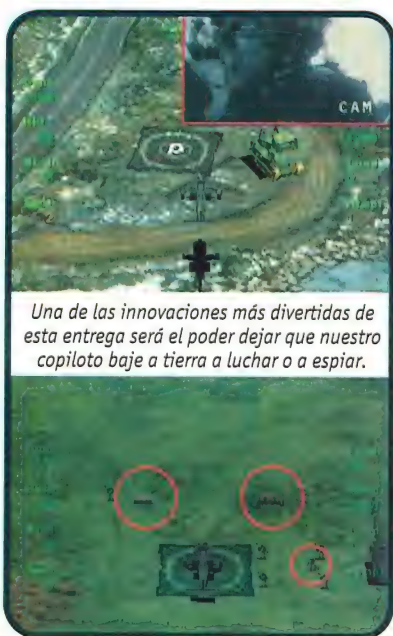 CAM
Una de las innovaciones más divertidas de
esta entrega será el poder dejar que nuestro
copiloto baje a tierra a luchar o a espiar.